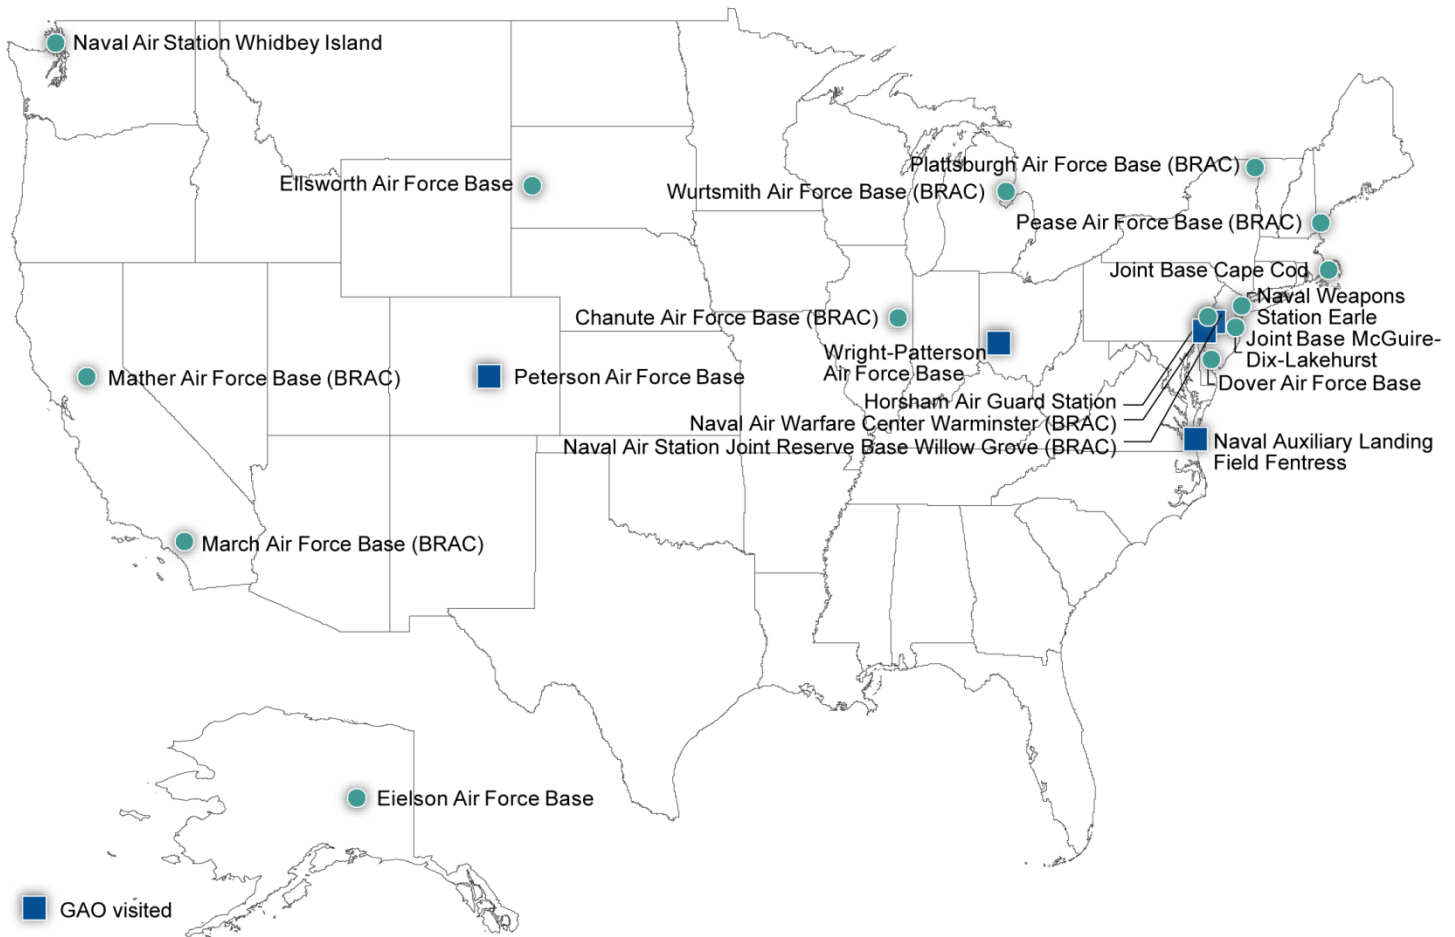 Naval Air Station Whidbey Island
Plattsburgh Air Force Base (BRAC)
Ellsworth Air Force Base
Wurtsmith Air Force Base (BRAC)
Pease Air Force Base (BRAC)
Joint Base Cape Cod
Naval Weapons
Station Earle
Chanute Air Force Base (BRAC)
Joint Base McGuire-
Dix-Lakehurst
Wright-Patterson
Air Force Base
Mather Air Force Base (BRAC)
Peterson Air Force Base
Dover Air Force Base
Horsham Air Guard Station
Naval Air Warfare Center Warminster (BRAC)
Naval Air Station Joint Reserve Base Willow Grove (BRAC)
Naval Auxiliary Landing
Field Fentress
March Air Force Base (BRAC)
Eielson Air Force Base
GAO visited